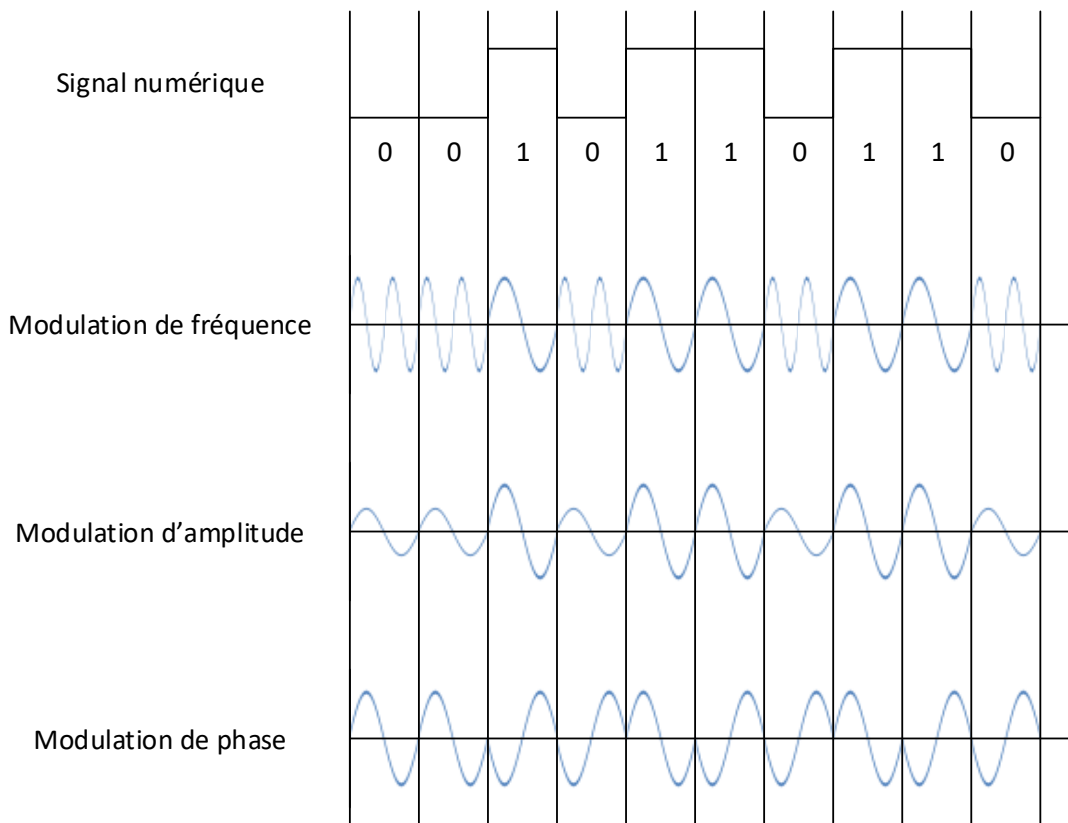 Signal numérique
0 0 1 0 1 1 0 1 1 0
Modulation de fréquence
Modulation d’amplitude
Modulation de phase